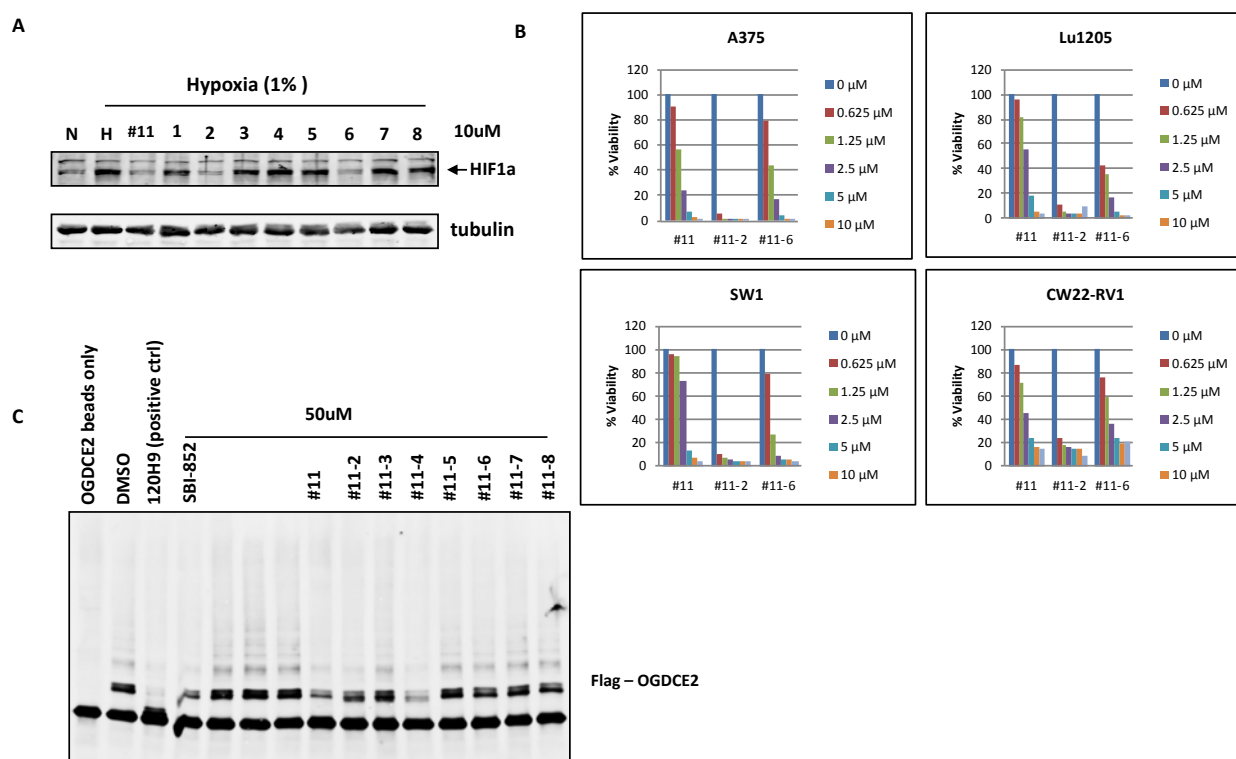 A
Hypoxia (1% )
N H #11 1 2 3 4 5 6 7 8 10uM
HIF1a
tubulin
B
A375
% Viability
120
100
80
60
40
20
0
#11 #11-2 #11-6
0 µM
0.625 µM
1.25 µM
2.5 µM
5 µM
10 µM
Lu1205
% Viability
120
100
80
60
40
20
0
#11 #11-2 #11-6
0 µM
0.625 µM
1.25 µM
2.5 µM
5 µM
10 µM
SW1
% Viability
120
100
80
60
40
20
0
#11 #11-2 #11-6
0 µM
0.625 µM
1.25 µM
2.5 µM
5 µM
10 µM
CW22-RV1
% Viability
120
100
80
60
40
20
0
#11 #11-2 #11-6
0 µM
0.625 µM
1.25 µM
2.5 µM
5 µM
10 µM
C
50uM
OGDCE2 beads only
DMSO
120H9 (positive ctrl)
SBI-852
#11
#11-2
#11-3
#11-4
#11-5
#11-6
#11-7
#11-8
Flag – OGDCE2